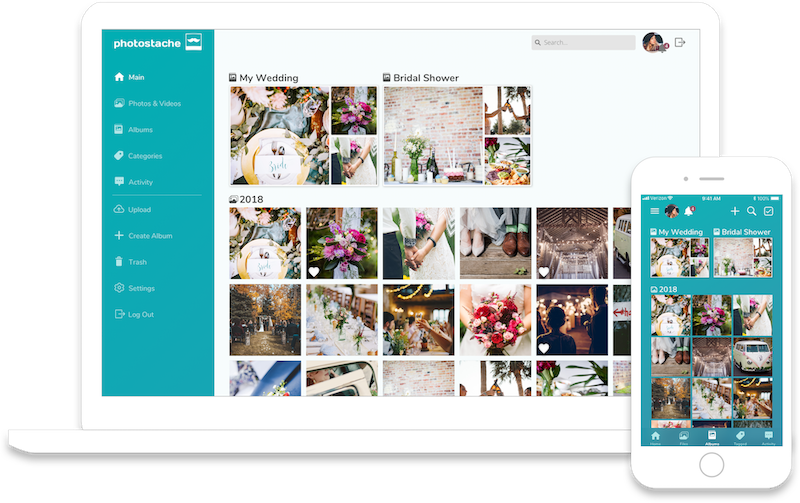 photostache
Search...
Main
Photos & Videos
Albums
Categories
Activity
Upload
Create Album
Trash
Settings
Log Out
My Wedding
Bridal Shower
Bride
2018
Verizon
9:41 AM
100%
My Wedding
Bridal Shower
2018
Home
Files
Albums
Tagged
Activity